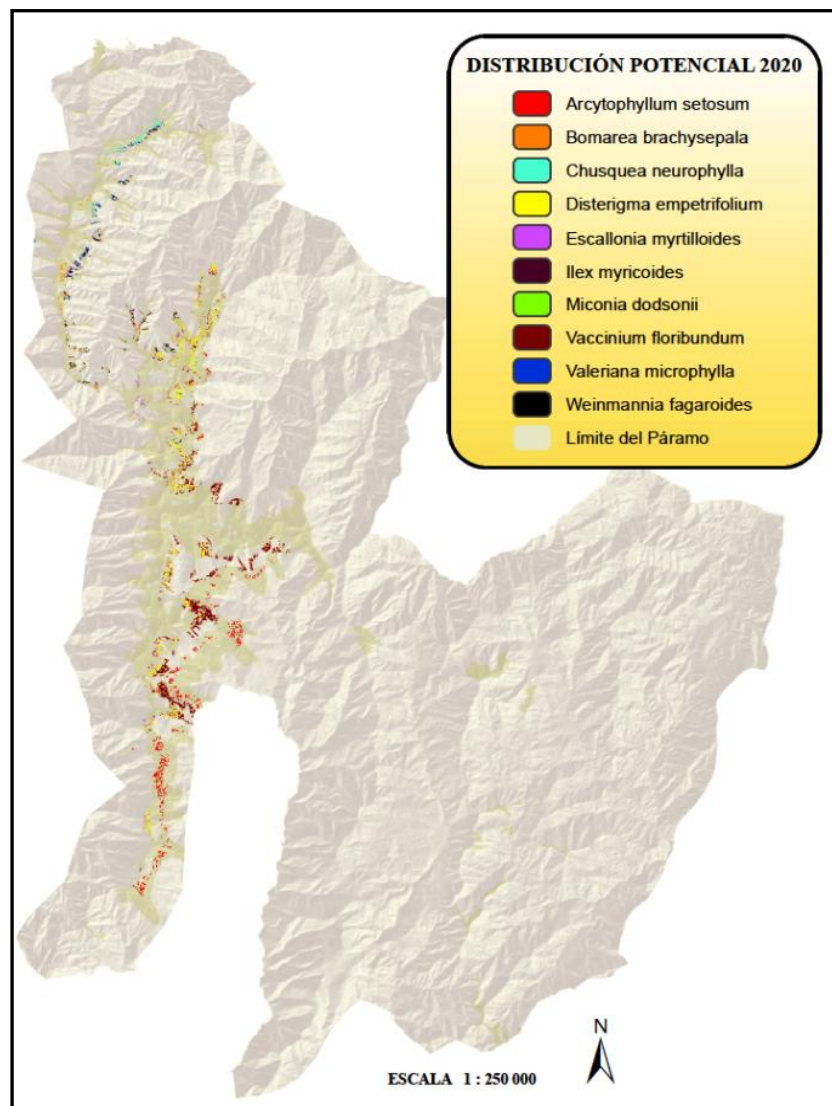 DISTRIBUCIÓN POTENCIAL 2020
Arcytophyllum setosum
Bomarea brachysepala
Chusquea neurophylla
Disterigma empetrifolium
Escallonia myrtilloides
Ilex myricoides
Miconia dodsonii
Vaccinium floribundum
Valeriana microphylla
Weinmannia fagaroides
Límite del Páramo
N
ESCALA 1 : 250 000